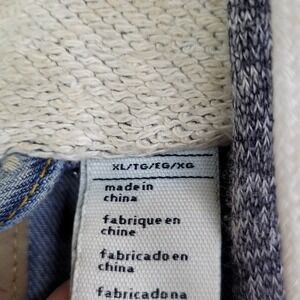 XL/TG/EG/XG
made in
china
fabrique en
chine
fabricado en
china
fabricado na